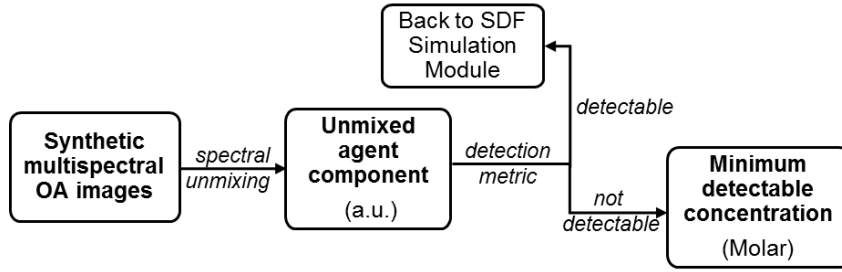 Back to SDF
Simulation
Module
detectable
Synthetic
multispectral
OA images
spectral
unmixing
Unmixed
agent
component
(a.u.)
detection
metric
not
detectable
Minimum
detectable
concentration
(Molar)